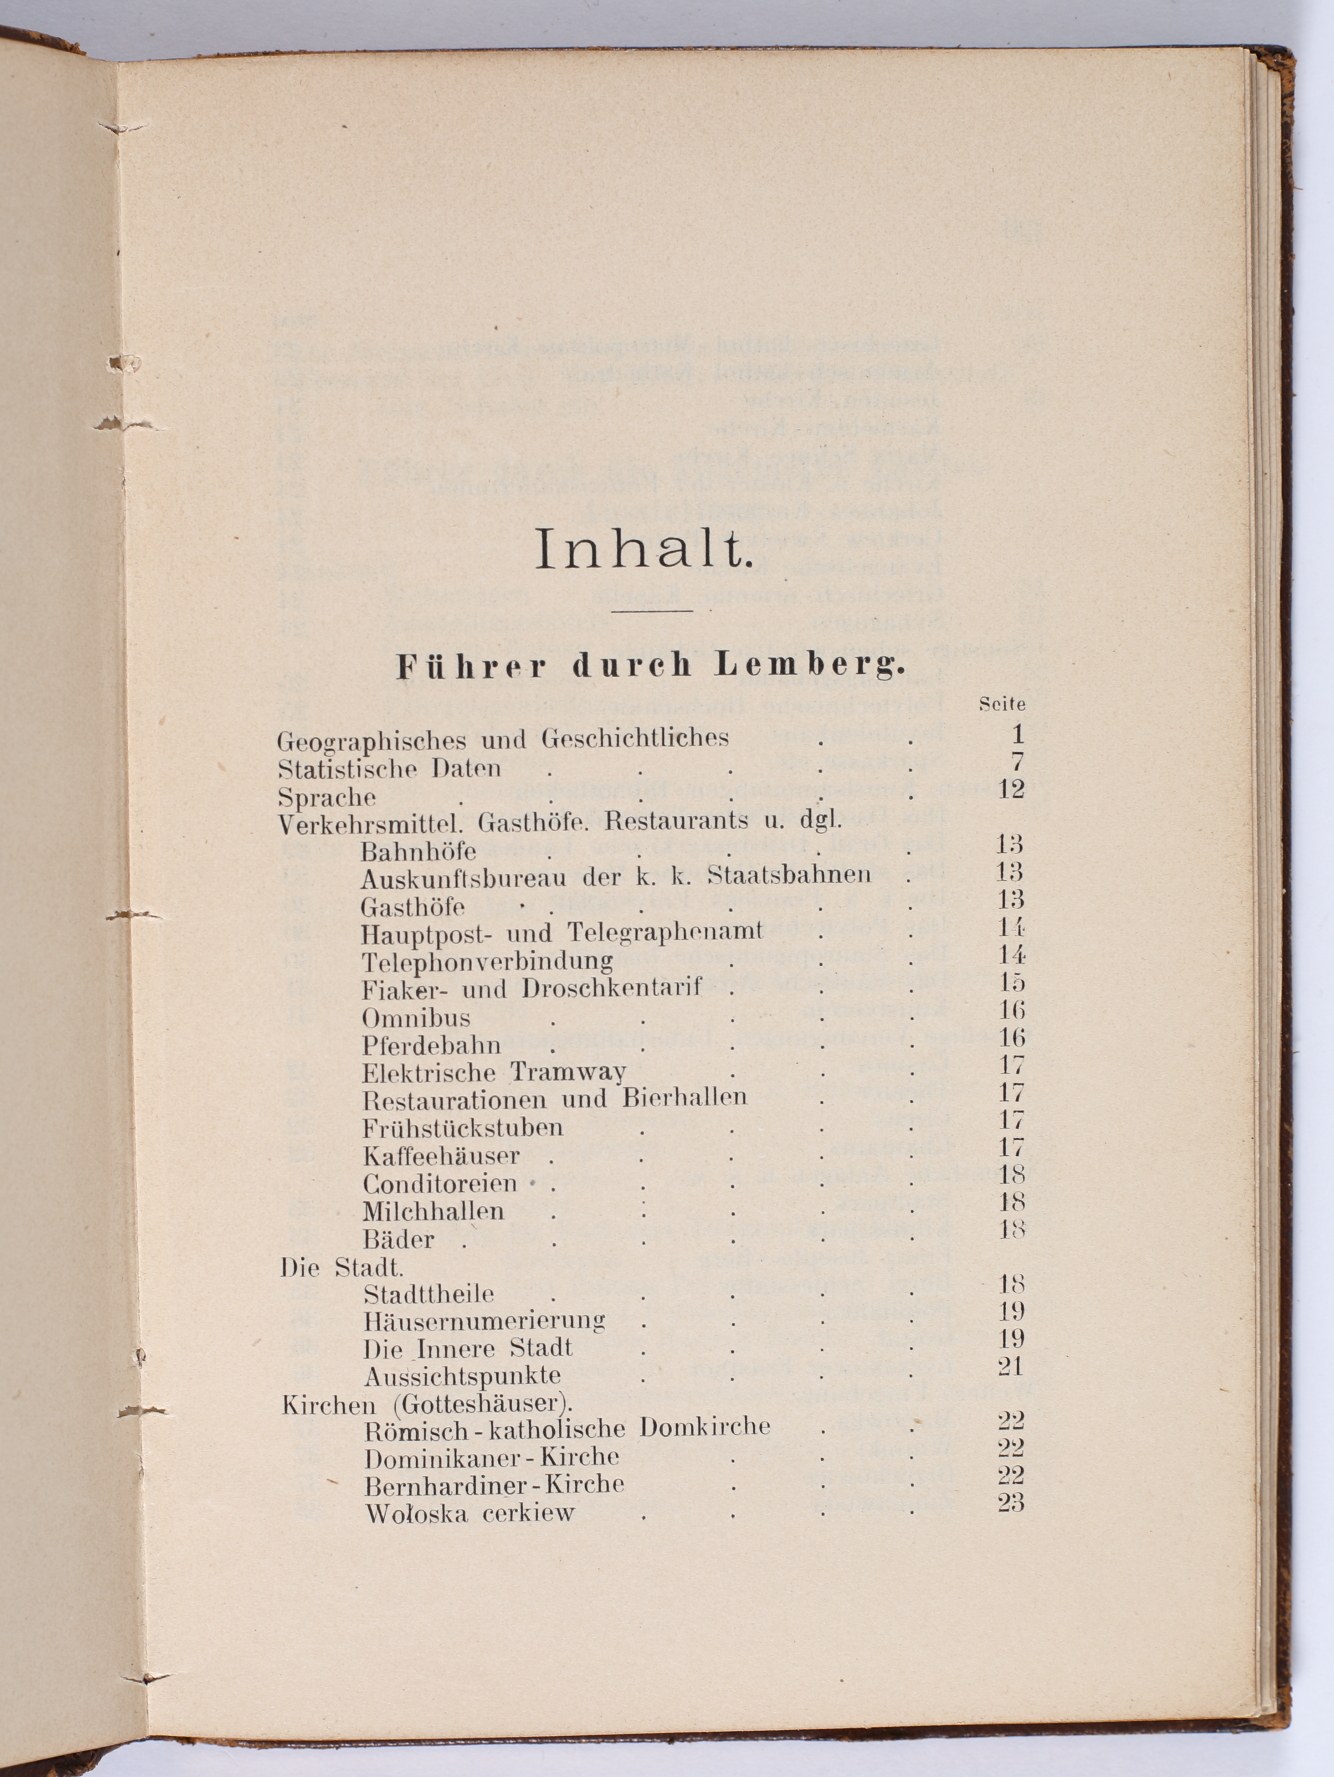 Inhalt.
Führer durch Lemberg.
Seite
Geographisches und Geschichtliches . . 1
Statistische Daten . . . . . 7
Sprache . . . . . . 12
Verkehrsmittel. Gasthöfe. Restaurants u. dgl.
Bahnhöfe . . . . . 13
Auskunftsbureau der k. k. Staatsbahnen . 13
Gasthöfe . . . . . 13
Hauptpost- und Telegraphenamt . . 14
Telephonverbindung . . . 14
Fiaker- und Droschkentarif . . . 15
Omnibus . . . . . 16
Pferdebahn . . . . . 16
Elektrische Tramway . . . 17
Restaurationen und Bierhallen . . 17
Frühstückstuben . . . . 17
Kaffeehäuser . . . . . 17
Conditoreien . . . . . 18
Milchhallen . . . . . 18
Bäder . . . . . . 18
Die Stadt.
Stadttheile . . . . . 18
Häusernumerierung . . . . 19
Die Innere Stadt . . . . 19
Aussichtspunkte . . . . 21
Kirchen (Gotteshäuser).
Römisch-katholische Domkirche . . 22
Dominikaner-Kirche . . . 22
Bernhardiner-Kirche . . . 22
Wołoska cerkiew . . . . 23